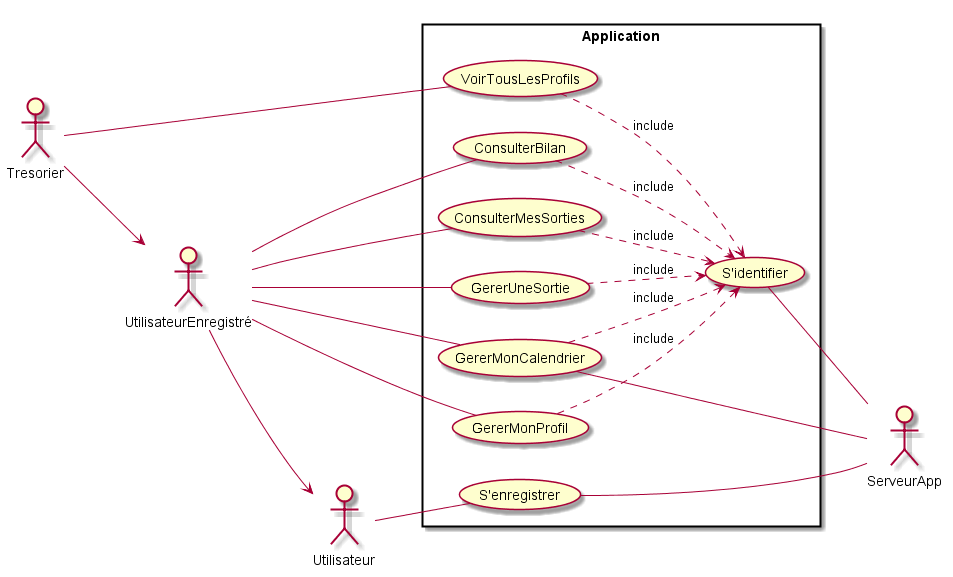 Application
VoirTousLesProfils
include
Tresorier
ConsulterBilan
include
ConsulterMesSorties
include
S'identifier
include
GererUneSortie
include
UtilisateurEnregistré
include
GererMonCalendrier
GererMonProfil
ServeurApp
S'enregistrer
Utilisateur